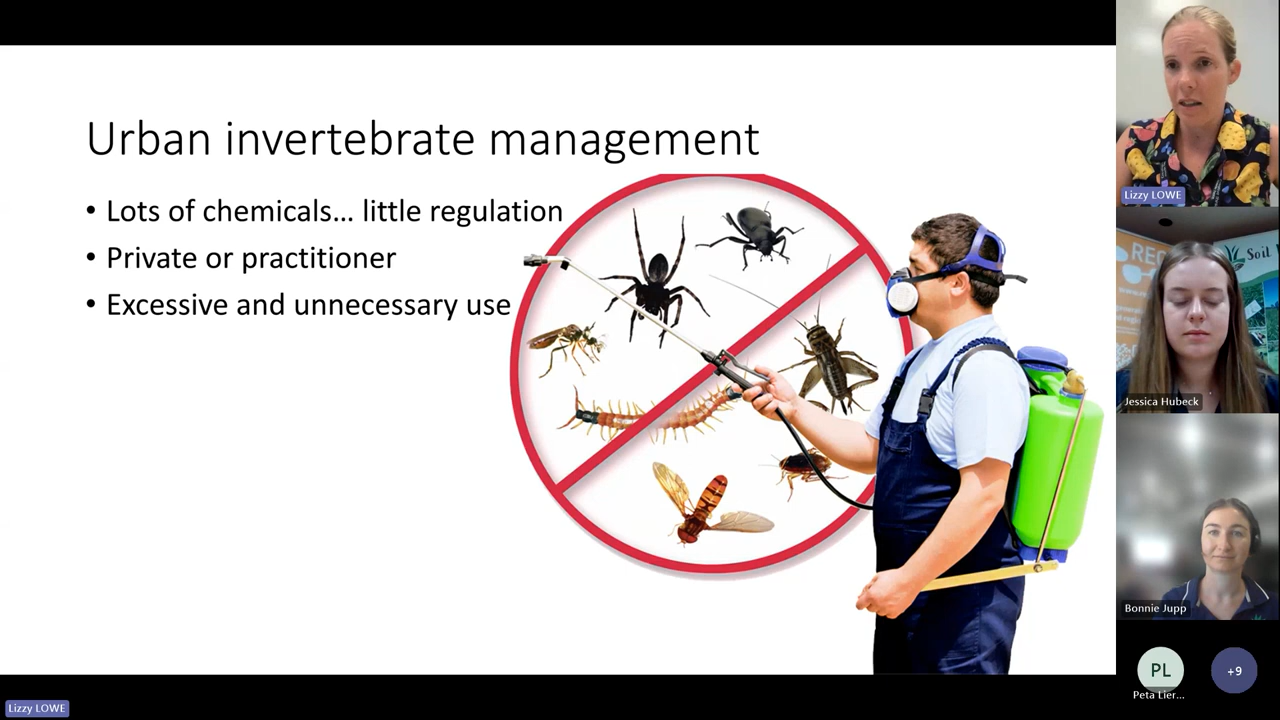 Urban invertebrate management
• Lots of chemicals... little regulation
• Private or practitioner
• Excessive and unnecessary use
Lizzy LOWE
Soil
Jessica Hubeck
Bonnie Jupp
PL
+9
Peta Lier...
Lizzy LOWE